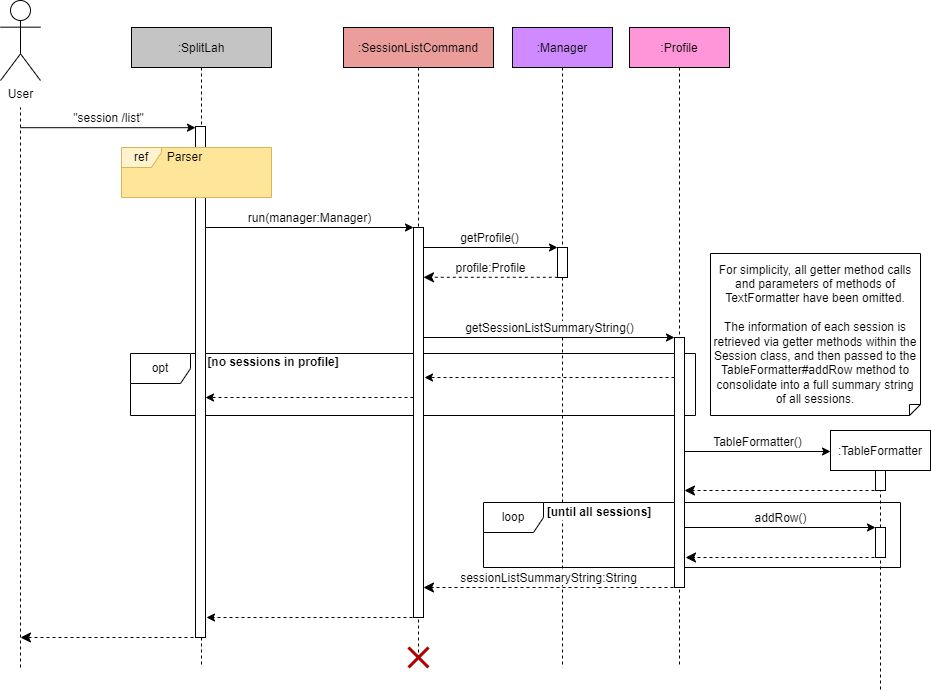 :SplitLah
:SessionListCommand
:Manager
:Profile
User
"session /list"
ref
Parser
run(manager:Manager)
getProfile()
profile:Profile
For simplicity, all getter method calls
and parameters of methods of
TextFormatter have been omitted.
The information of each session is
retrieved via getter methods within the
Session class, and then passed to the
TableFormatter#addRow method to
consolidate into a full summary string
of all sessions.
getSessionListSummaryString()
opt
[no sessions in profile]
TableFormatter()
:TableFormatter
loop
[until all sessions]
addRow()
sessionListSummaryString:String